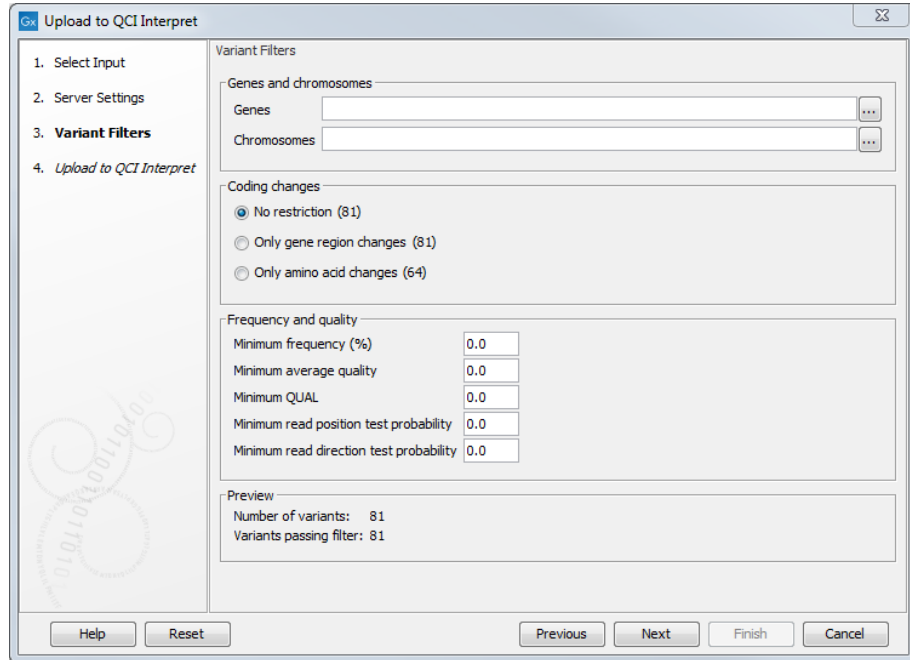 Gx Upload to QCI Interpret
1. Select Input
2. Server Settings
3. Variant Filters
4. Upload to QCI Interpret
Variant Filters
Genes and chromosomes
Genes ...
Chromosomes ...
Coding changes
No restriction (81)
Only gene region changes (81)
Only amino acid changes (64)
Frequency and quality
Minimum frequency (%) 0.0
Minimum average quality 0.0
Minimum QUAL 0.0
Minimum read position test probability 0.0
Minimum read direction test probability 0.0
Preview
Number of variants: 81
Variants passing filter: 81
Help Reset Previous Next Finish Cancel